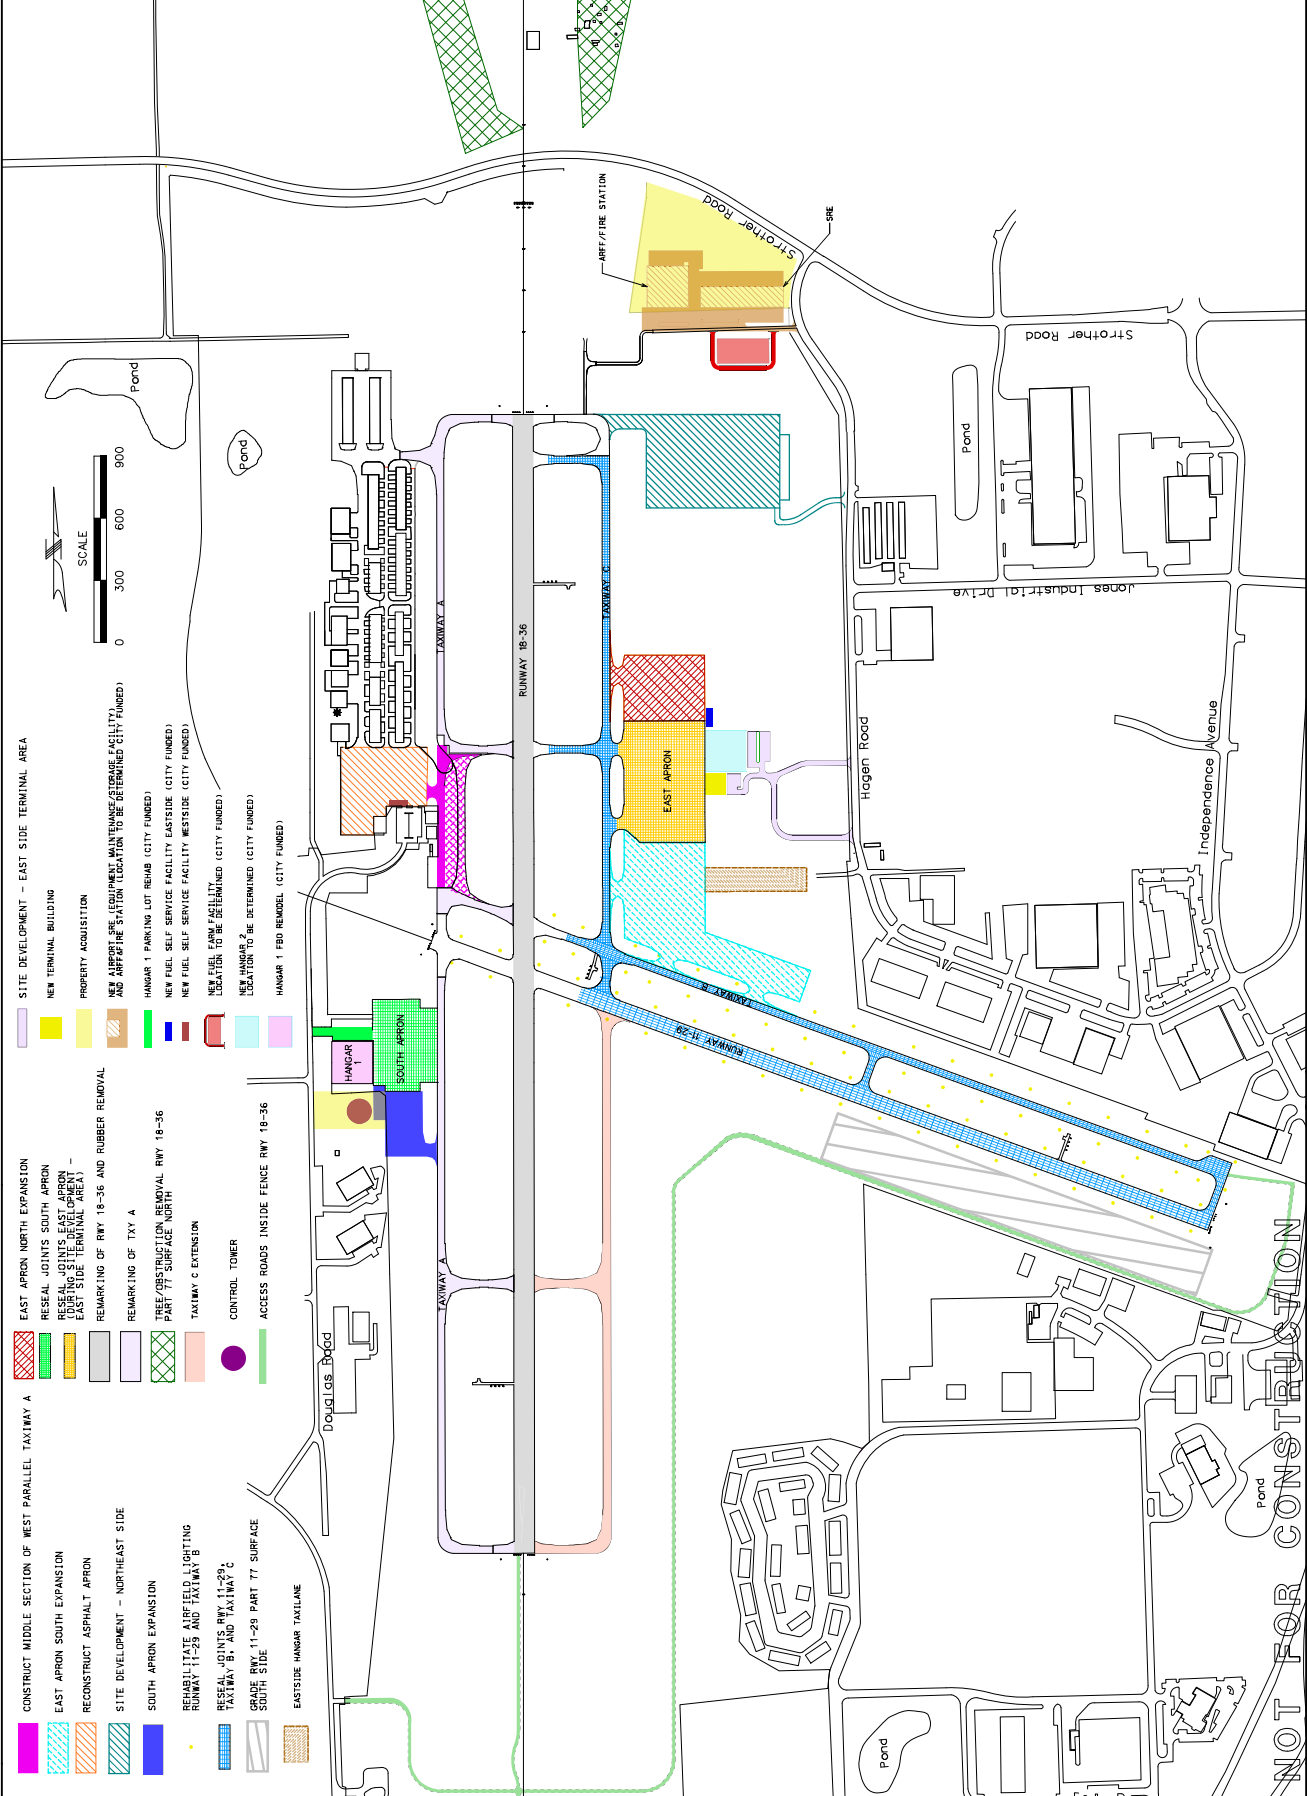 CONSTRUCT MIDDLE SECTION OF WEST PARALLEL TAXIWAY A
EAST APRON SOUTH EXPANSION
RECONSTRUCT ASPHALT APRON
SITE DEVELOPMENT - NORTHEAST SIDE
SOUTH APRON EXPANSION
REHABILITATE AIRFIELD LIGHTING
RUNWAY 11-29 AND TAXIWAY B
RESEAL JOINTS RWY 11-29,
TAXIWAY B, AND TAXIWAY C
GRADE RWY 11-29 PART 77 SURFACE
SOUTH SIDE
EASTSIDE HANGAR TAXILANE
EAST APRON NORTH EXPANSION
RESEAL JOINTS SOUTH APRON
RESEAL JOINTS EAST APRON
(DURING SITE DEVELOPMENT -
EAST SIDE TERMINAL AREA)
REMARKING OF RWY 18-36 AND RUBBER REMOVAL
REMARKING OF TXY A
TREE/OBSTRUCTION REMOVAL RWY 18-36
PART 77 SURFACE NORTH
TAXIWAY C EXTENSION
CONTROL TOWER
ACCESS ROADS INSIDE FENCE RWY 18-36
SITE DEVELOPMENT - EAST SIDE TERMINAL AREA
NEW TERMINAL BUILDING
PROPERTY ACQUISITION
NEW AIRPORT SRE (EQUIPMENT MAINTENANCE/STORAGE FACILITY)
AND ARFF&FIRE STATION (LOCATION TO BE DETERMINED CITY FUNDED)
HANGAR 1 PARKING LOT REHAB (CITY FUNDED)
NEW FUEL SELF SERVICE FACILITY EASTSIDE (CITY FUNDED)
NEW FUEL SELF SERVICE FACILITY WESTSIDE (CITY FUNDED)
NEW FUEL FARM FACILITY
LOCATION TO BE DETERMINED (CITY FUNDED)
NEW HANGAR 2
LOCATION TO BE DETERMINED (CITY FUNDED)
HANGAR 1 FBO REMODEL (CITY FUNDED)
SCALE
0 300 600 900
Pond
Pond
Douglas Road
HANGAR
1
SOUTH APRON
TAXIWAY A
TAXIWAY A
RUNWAY 18-36
TAXIWAY C
ARFF/FIRE STATION
SRE
Strother Road
Strother Road
EAST APRON
TAXIWAY B
RUNWAY 11-29
Hagen Road
Pond
Jones Industrial Drive
Independence Avenue
Pond
Pond
NOT FOR CONSTRUCTION